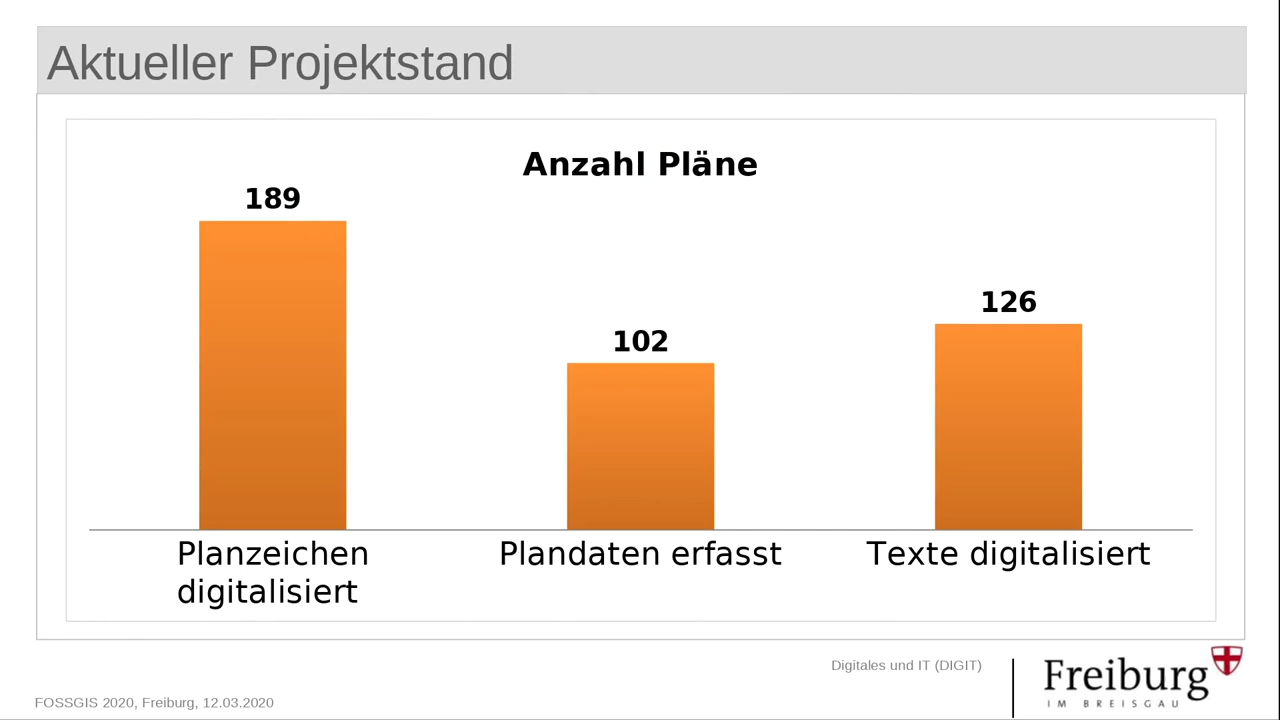 Aktueller Projektstand
Anzahl Pläne
189
102
126
Planzeichen
digitalisiert
Plandaten erfasst
Texte digitalisiert
Digitales und IT (DIGIT)
Freiburg
IM BREISGAU
FOSSGIS 2020, Freiburg, 12.03.2020